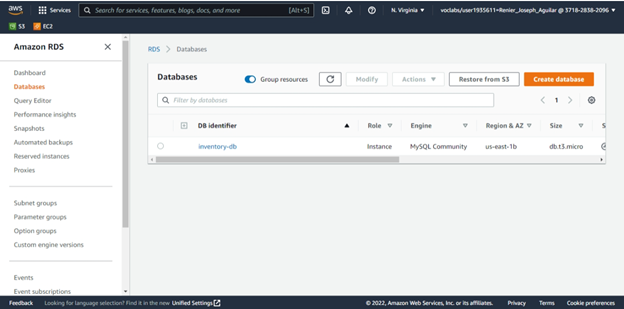 aws Services Search for services, features, blogs, docs, and more [Alt+S] N. Virginia voclabs/user1935611=Renier_Joseph_Aguilar @ 3718-2838-2096
S3 EC2
Amazon RDS
Dashboard
Databases
Query Editor
Performance insights
Snapshots
Automated backups
Reserved instances
Proxies
Subnet groups
Parameter groups
Option groups
Custom engine versions
Events
Event subscriptions
RDS > Databases
Databases Group resources Modify Actions Restore from S3 Create database
Filter by databases 1
DB identifier Role Engine Region & AZ Size S
inventory-db Instance MySQL Community us-east-1b db.t3.micro
Feedback Looking for language selection? Find it in the new Unified Settings © 2022, Amazon Web Services, Inc. or its affiliates. Privacy Terms Cookie preferences